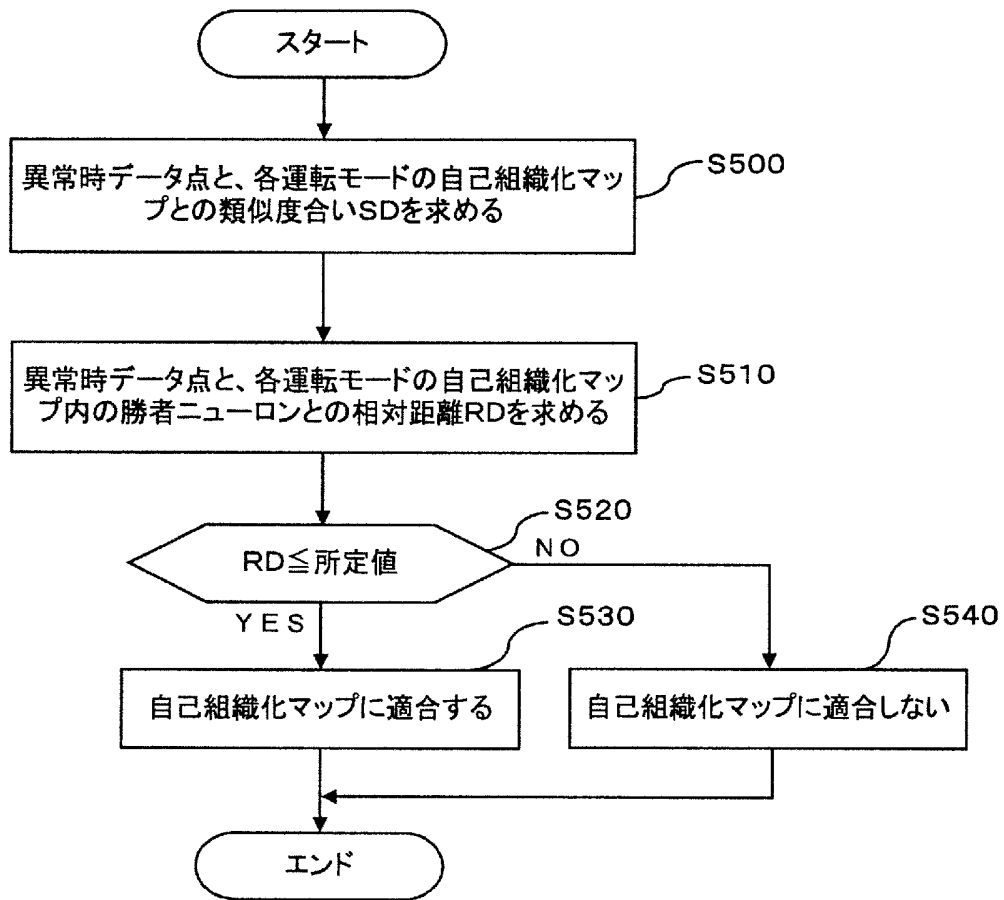 スタート
異常時データ点と、各運転モードの自己組織化マッ
プとの類似度合いSDを求める
S500
異常時データ点と、各運転モードの自己組織化マッ
プ内の勝者ニューロンとの相対距離RDを求める
S510
RD≦所定値
S520
NO
YES
S530
自己組織化マップに適合する
S540
自己組織化マップに適合しない
エンド